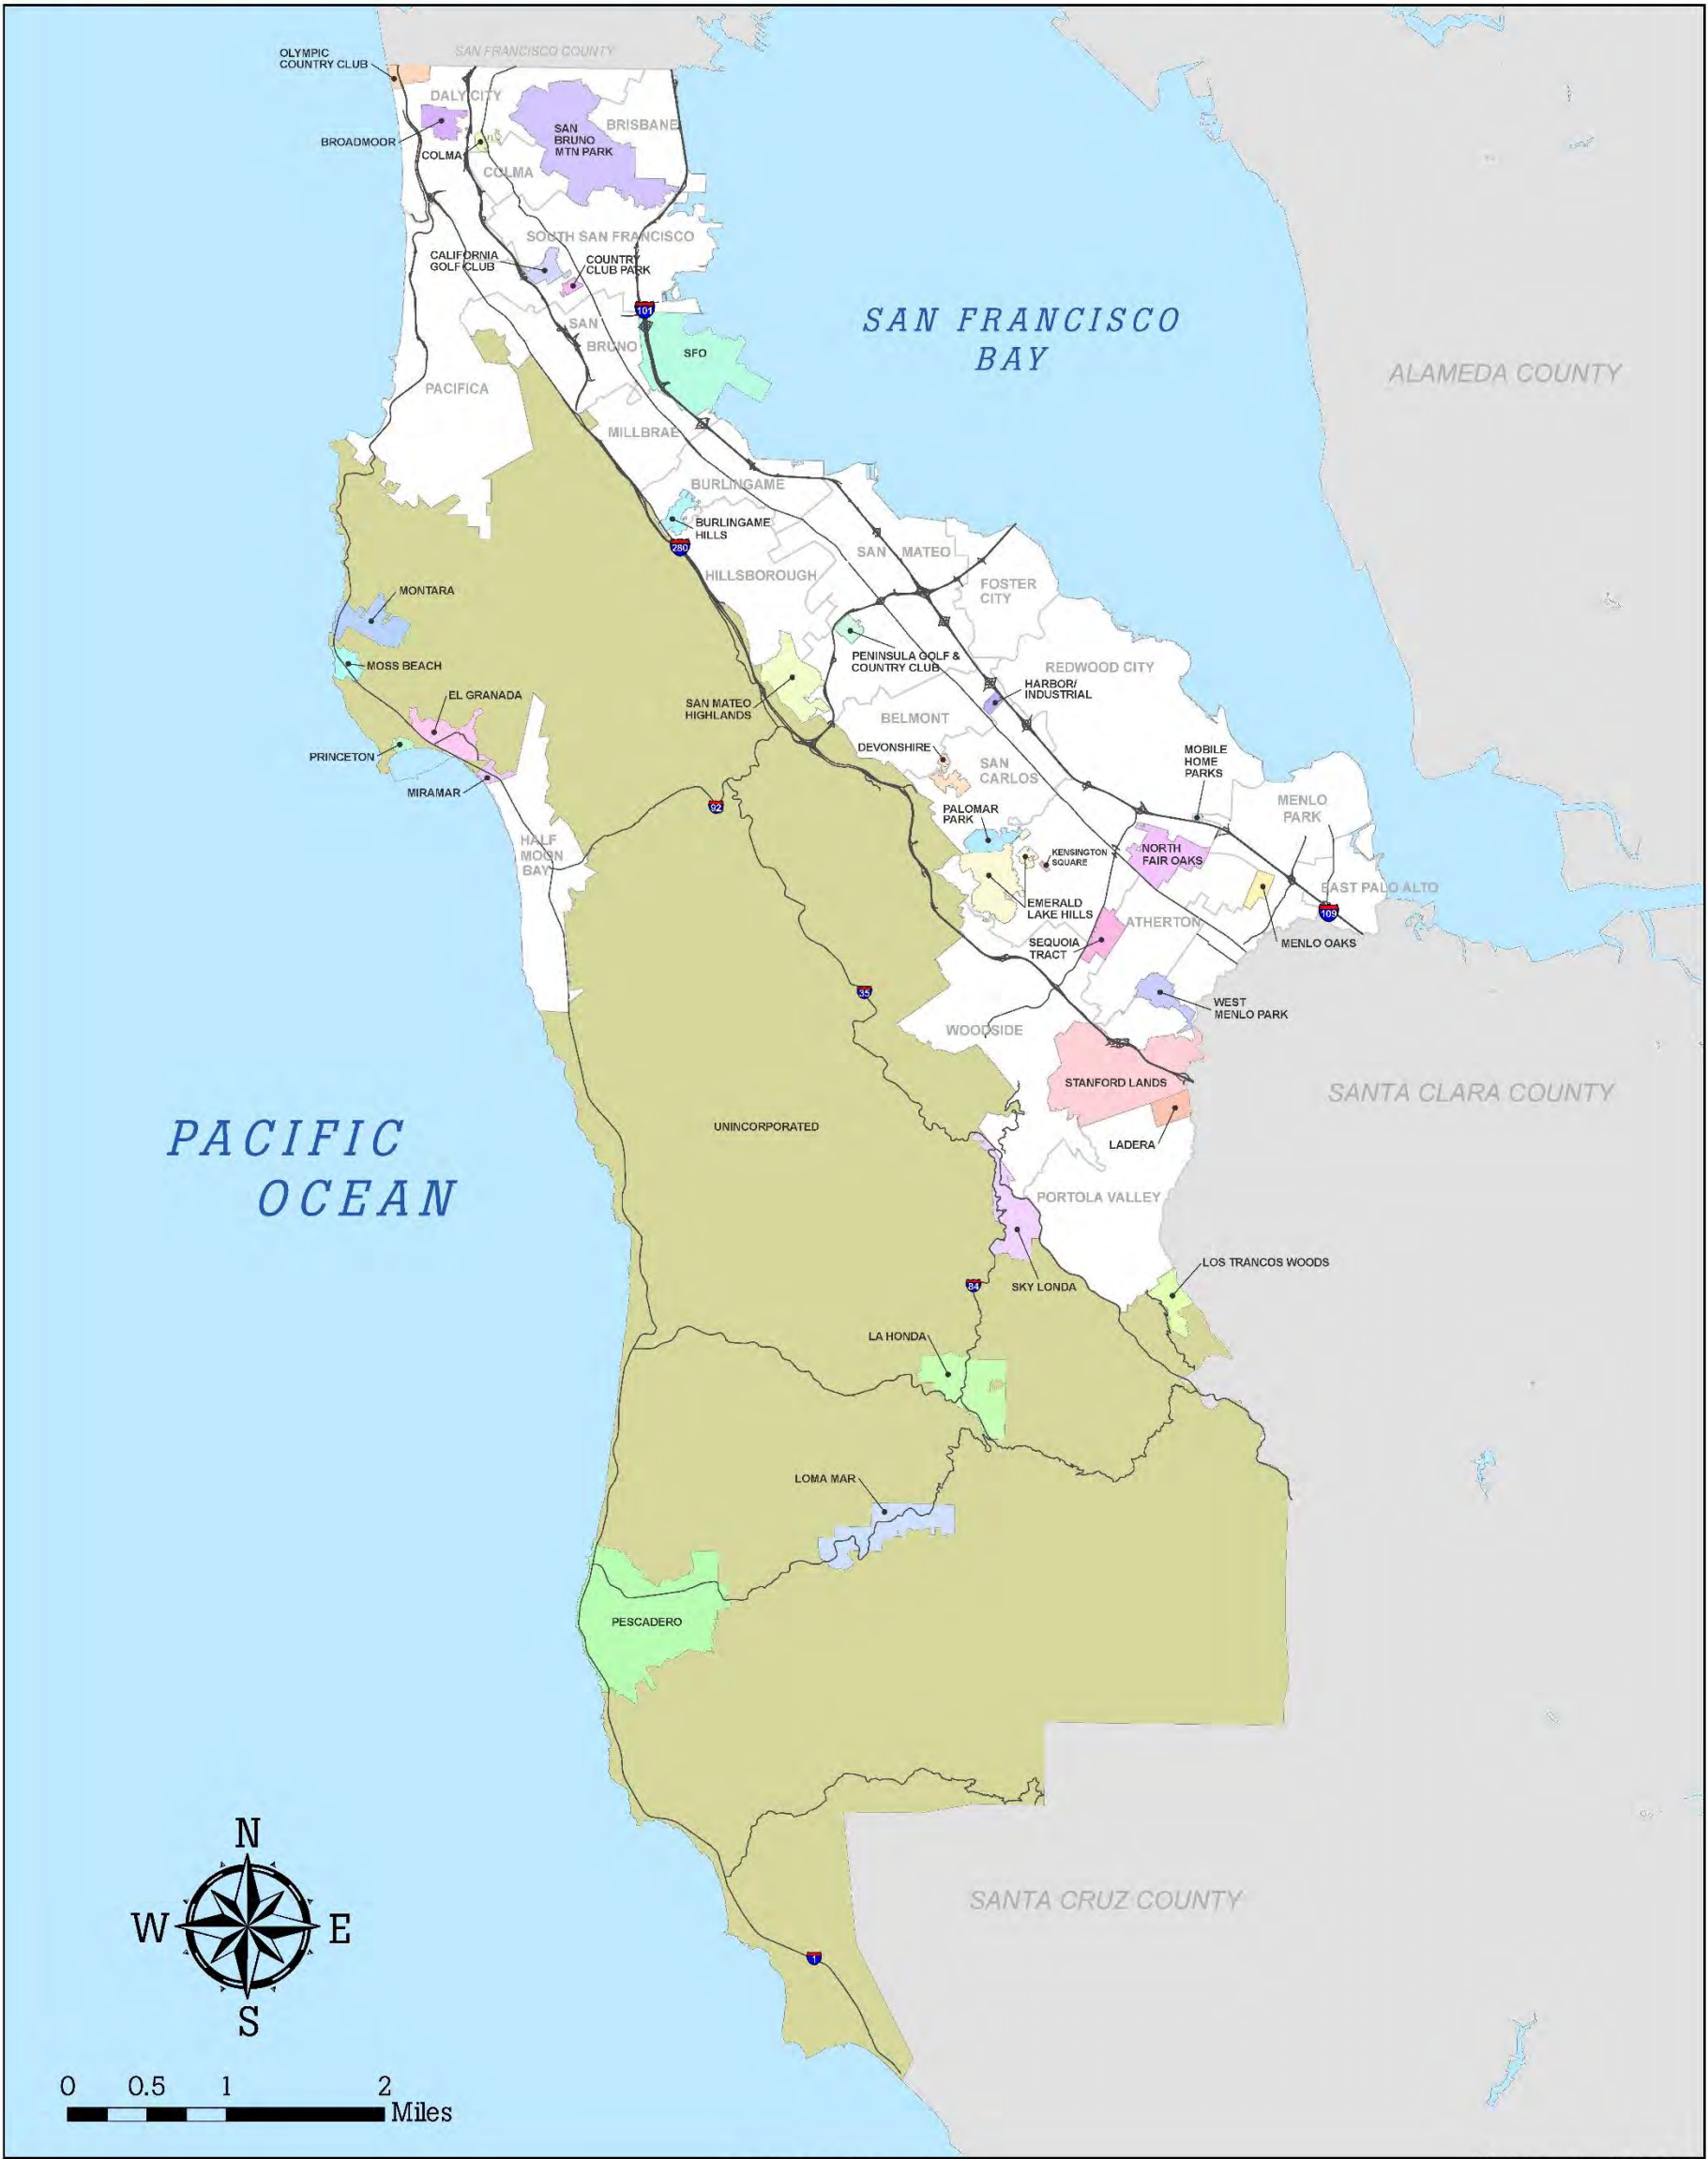 SAN FRANCISCO COUNTY
OLYMPIC
COUNTRY CLUB
DALY CITY
BROADMOOR
COLMA
COLMA
SAN
BRUNO
MTN PARK
BRISBANE
SOUTH SAN FRANCISCO
CALIFORNIA
GOLF CLUB
COUNTRY
CLUB PARK
101
SAN
BRUNO
SFO
SAN FRANCISCO
BAY
ALAMEDA COUNTY
PACIFICA
MILLBRAE
BURLINGAME
BURLINGAME
HILLS
280
HILLSBOROUGH
SAN MATEO
FOSTER
CITY
MONTARA
MOSS BEACH
EL GRANADA
PRINCETON
MIRAMAR
PENINSULA GOLF &
COUNTRY CLUB
REDWOOD CITY
HARBOR/
INDUSTRIAL
SAN MATEO
HIGHLANDS
BELMONT
DEVONSHIRE
SAN
CARLOS
MOBILE
HOME
PARKS
MENLO
PARK
92
PALOMAR
PARK
HALF
MOON
BAY
KENSINGTON
SQUARE
NORTH
FAIR OAKS
EAST PALO ALTO
109
EMERALD
LAKE HILLS
ATHERTON
SEQUOIA
TRACT
MENLO OAKS
35
WEST
MENLO PARK
WOODSIDE
STANFORD LANDS
SANTA CLARA COUNTY
UNINCORPORATED
LADERA
PACIFIC
OCEAN
PORTOLA VALLEY
LOS TRANCOS WOODS
84
SKY LONDA
LA HONDA
LOMA MAR
PESCADERO
SANTA CRUZ COUNTY
1
N
W
E
S
0 0.5 1 2
Miles